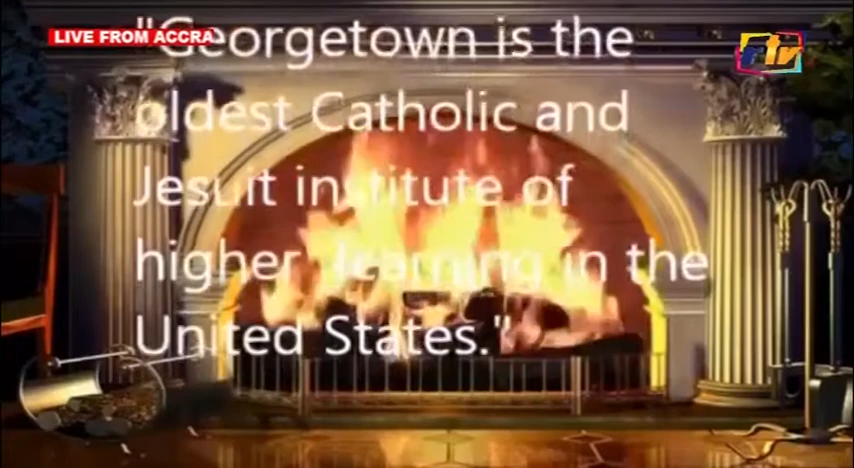 LIVE FROM ACCRA
"Georgetown is the
oldest Catholic and
Jesuit institute of
higher learning in the
United States."